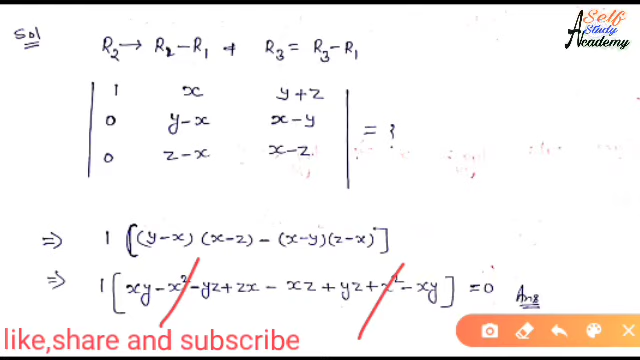 Sol
Self
Study
Academy
R₂ → R₂-R₁ + R₃ = R₃-R₁
| 1 x y+z |
| 0 y-x x-y | = ?
| 0 z-x x-z |
⇒ 1 [(y-x) (x-z) - (x-y)(z-x)]
⇒ 1 [xy - x² - yz + zx - xz + yz + x² - xy] = 0 Ans
like,share and subscribe